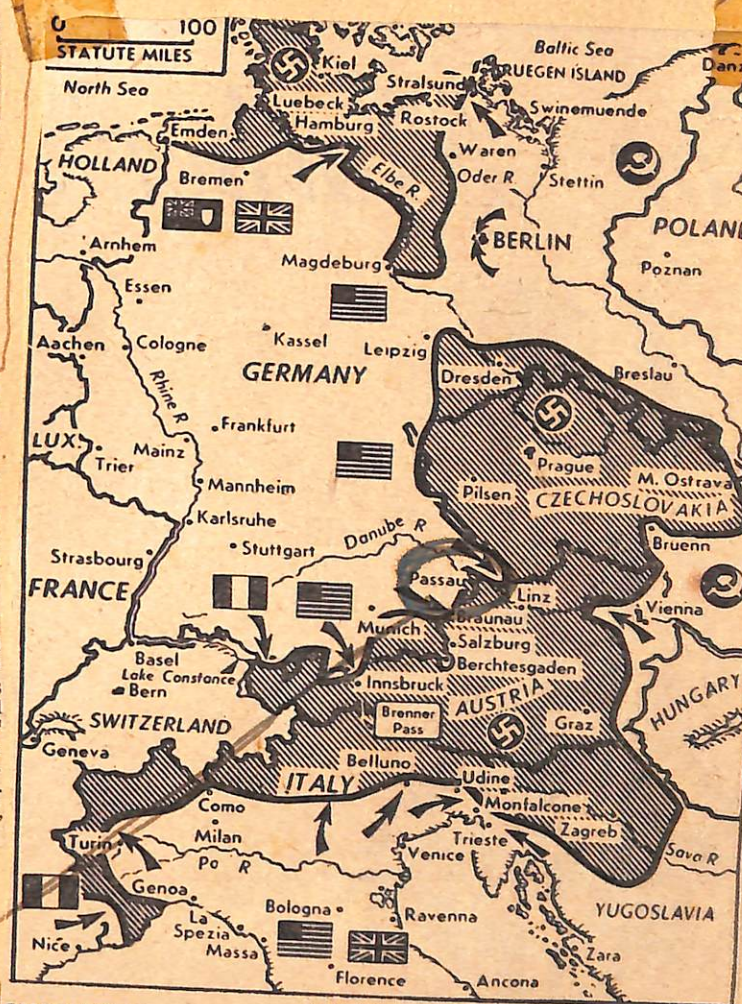 0 100
STATUTE MILES
North Sea
Baltic Sea
RUEGEN ISLAND
Kiel
Stralsund
Luebeck
Hamburg
Rostock
Swinemuende
Emden
HOLLAND
Bremen
Elbe R.
Waren
Oder R.
Stettin
POLAN
Arnhem
BERLIN
Magdeburg
Poznan
Essen
Aachen
Cologne
Kassel
Leipzig
GERMANY
Dresden
Breslau
Rhine R
Frankfurt
LUX.
Mainz
Trier
Prague
M. Ostrava
Mannheim
Pilsen
CZECHOSLOVAKIA
Karlsruhe
Danube R
Bruenn
Strasbourg
Stuttgart
Passau
FRANCE
Linz
Vienna
Munich
Braunau
Salzburg
Basel
Lake Constance
Berchtesgaden
Bern
Innsbruck
AUSTRIA
HUNGARY
Brenner
Pass
SWITZERLAND
Graz
Geneva
Belluno
ITALY
Udine
Como
Monfalcone
Turin
Milan
Trieste
Zagreb
Po R
Venice
Sava R
Genoa
La
Spezia
Bologna
Ravenna
YUGOSLAVIA
Nice
Massa
Zara
Florence
Ancona